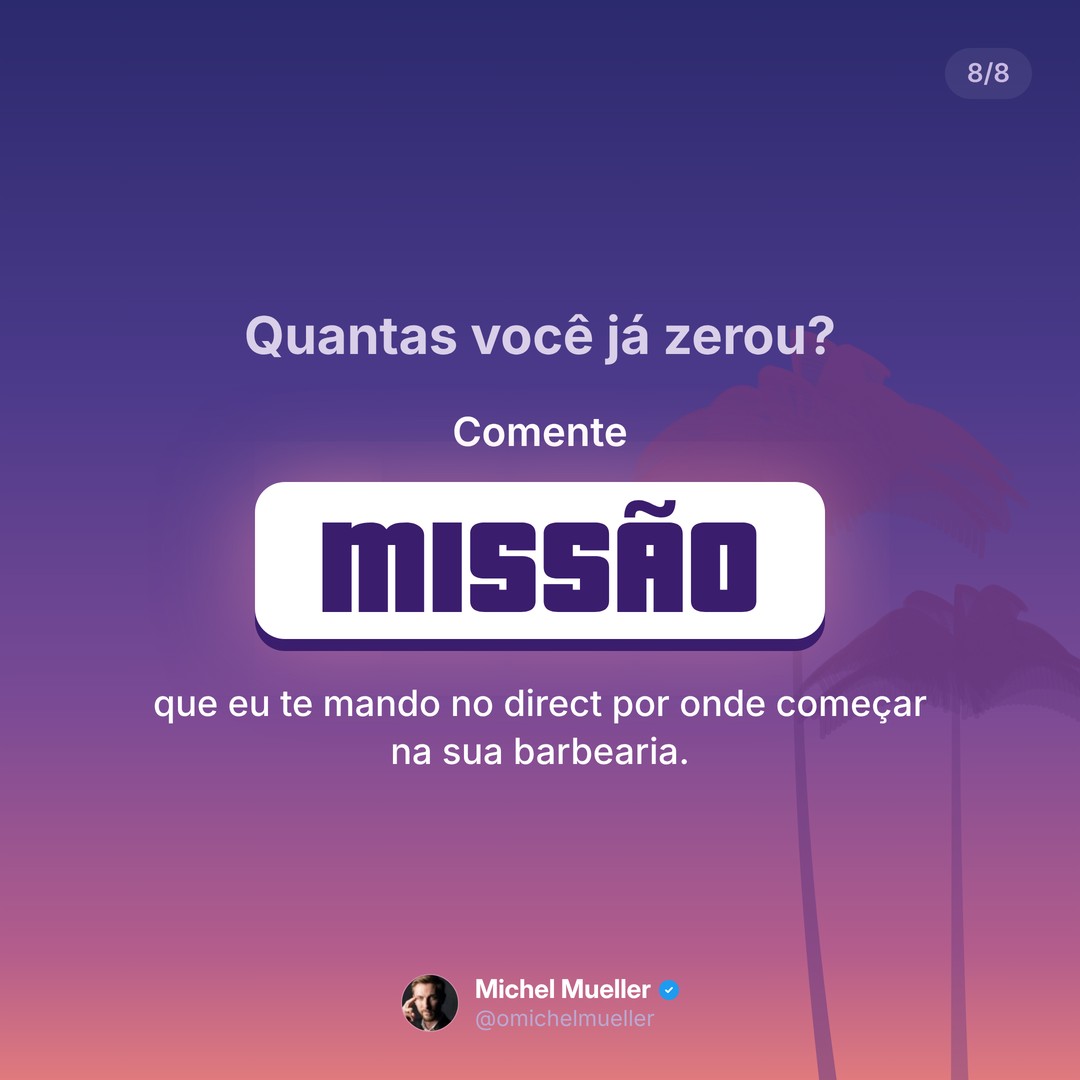 8/8
Quantas você já zerou?
Comente
MISSÃO
que eu te mando no direct por onde começar
na sua barbearia.
Michel Mueller
@omichelmueller